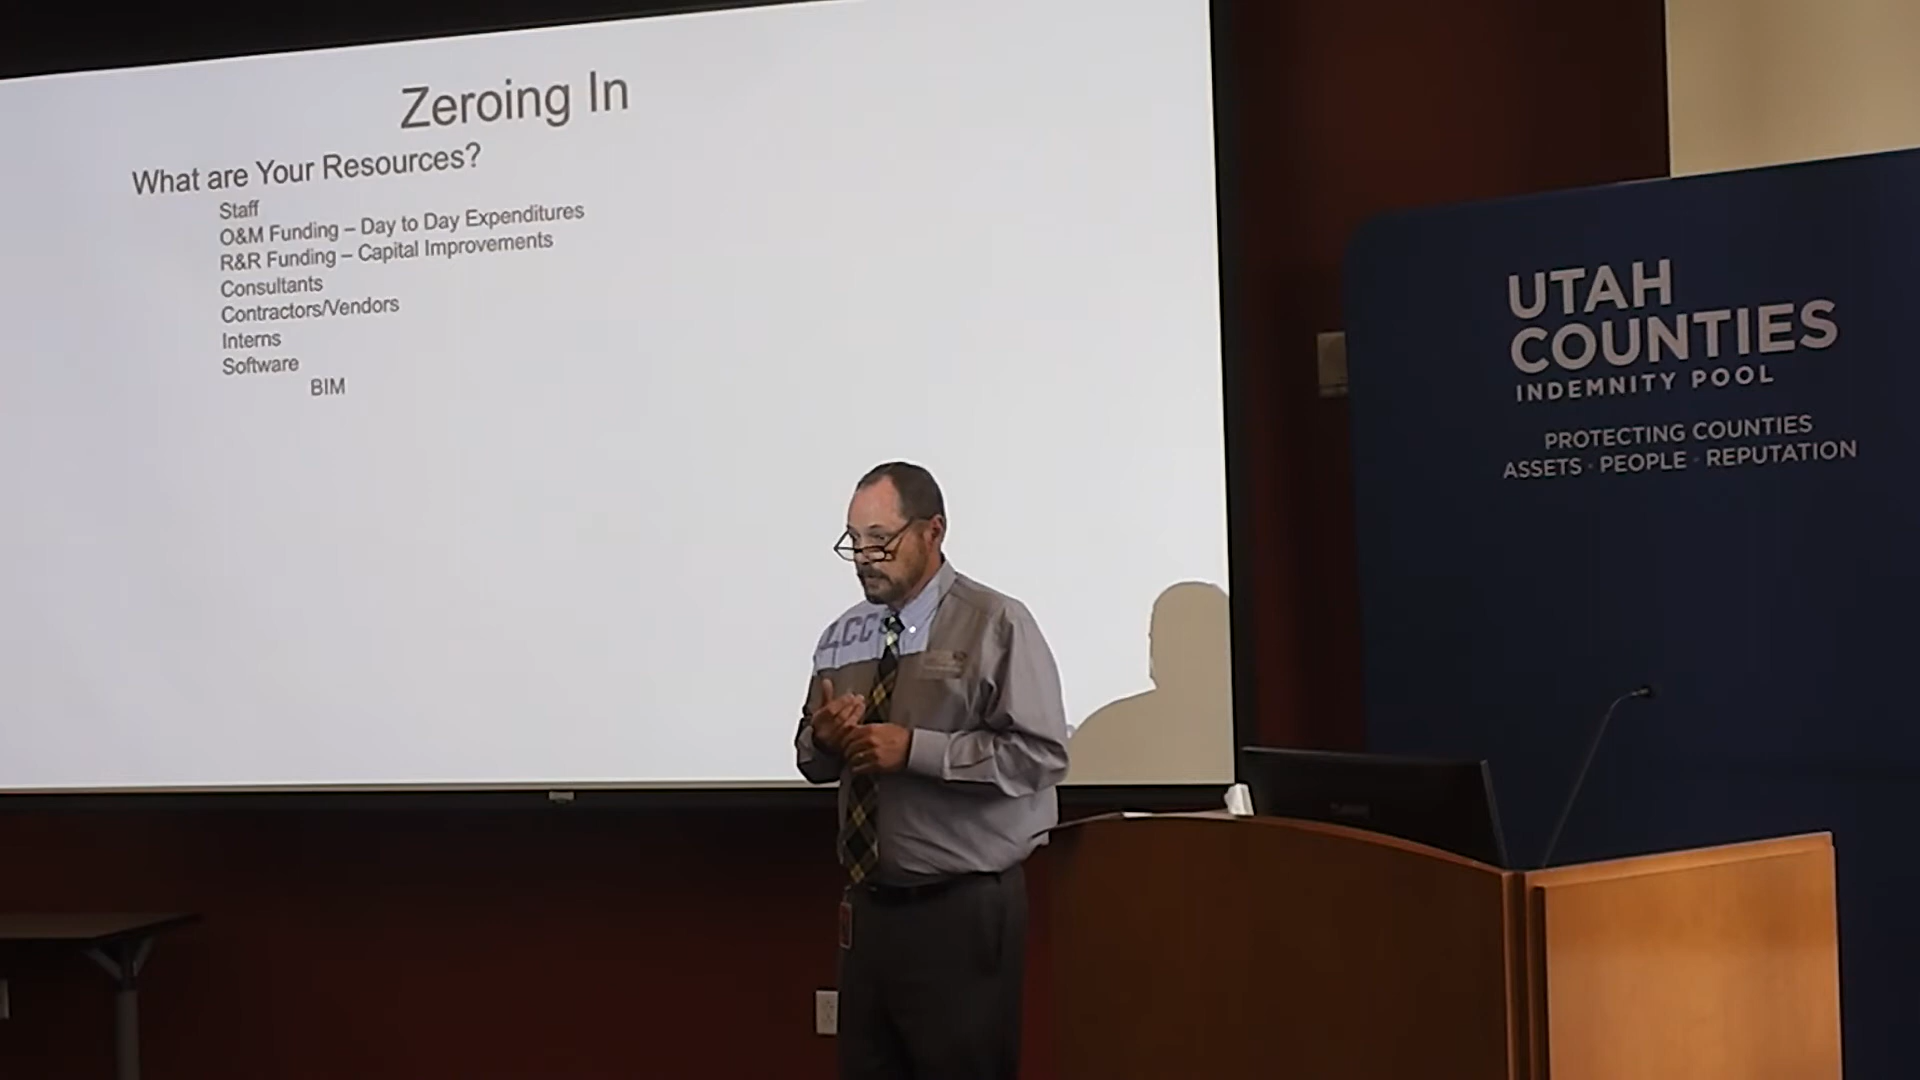 Zeroing In
What are Your Resources?
Staff
O&M Funding – Day to Day Expenditures
R&R Funding – Capital Improvements
Consultants
Contractors/Vendors
Interns
Software
BIM
UTAH
COUNTIES
INDEMNITY POOL
PROTECTING COUNTIES
ASSETS · PEOPLE · REPUTATION